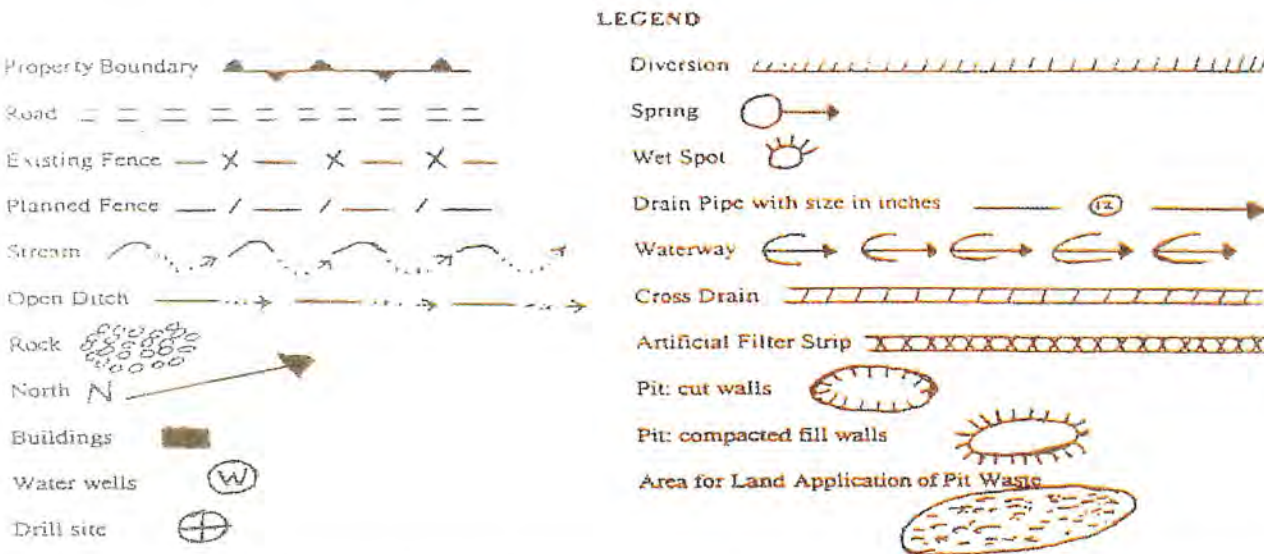 LEGEND
Property Boundary
Road
Existing Fence
Planned Fence
Stream
Open Ditch
Rock
North N
Buildings
Water wells W
Drill site
Diversion
Spring
Wet Spot
Drain Pipe with size in inches 12
Waterway
Cross Drain
Artificial Filter Strip
Pit: cut walls
Pit: compacted fill walls
Area for Land Application of Pit Waste